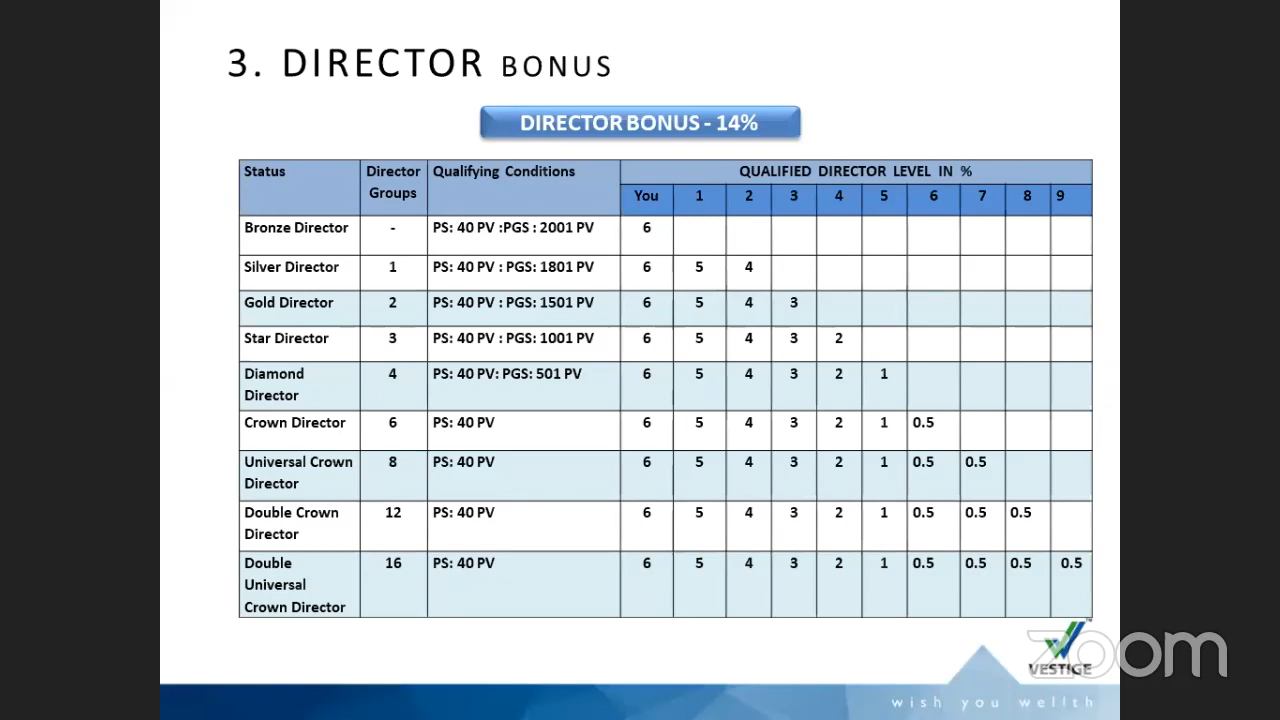 3. DIRECTOR BONUS
DIRECTOR BONUS - 14%
Status Director Groups Qualifying Conditions QUALIFIED DIRECTOR LEVEL IN %
You 1 2 3 4 5 6 7 8 9
Bronze Director - PS: 40 PV :PGS : 2001 PV 6
Silver Director 1 PS: 40 PV : PGS: 1801 PV 6 5 4
Gold Director 2 PS: 40 PV : PGS: 1501 PV 6 5 4 3
Star Director 3 PS: 40 PV : PGS: 1001 PV 6 5 4 3 2
Diamond Director 4 PS: 40 PV: PGS: 501 PV 6 5 4 3 2 1
Crown Director 6 PS: 40 PV 6 5 4 3 2 1 0.5
Universal Crown Director 8 PS: 40 PV 6 5 4 3 2 1 0.5 0.5
Double Crown Director 12 PS: 40 PV 6 5 4 3 2 1 0.5 0.5 0.5
Double Universal Crown Director 16 PS: 40 PV 6 5 4 3 2 1 0.5 0.5 0.5 0.5
zoom
VESTIGE
wish you wellth